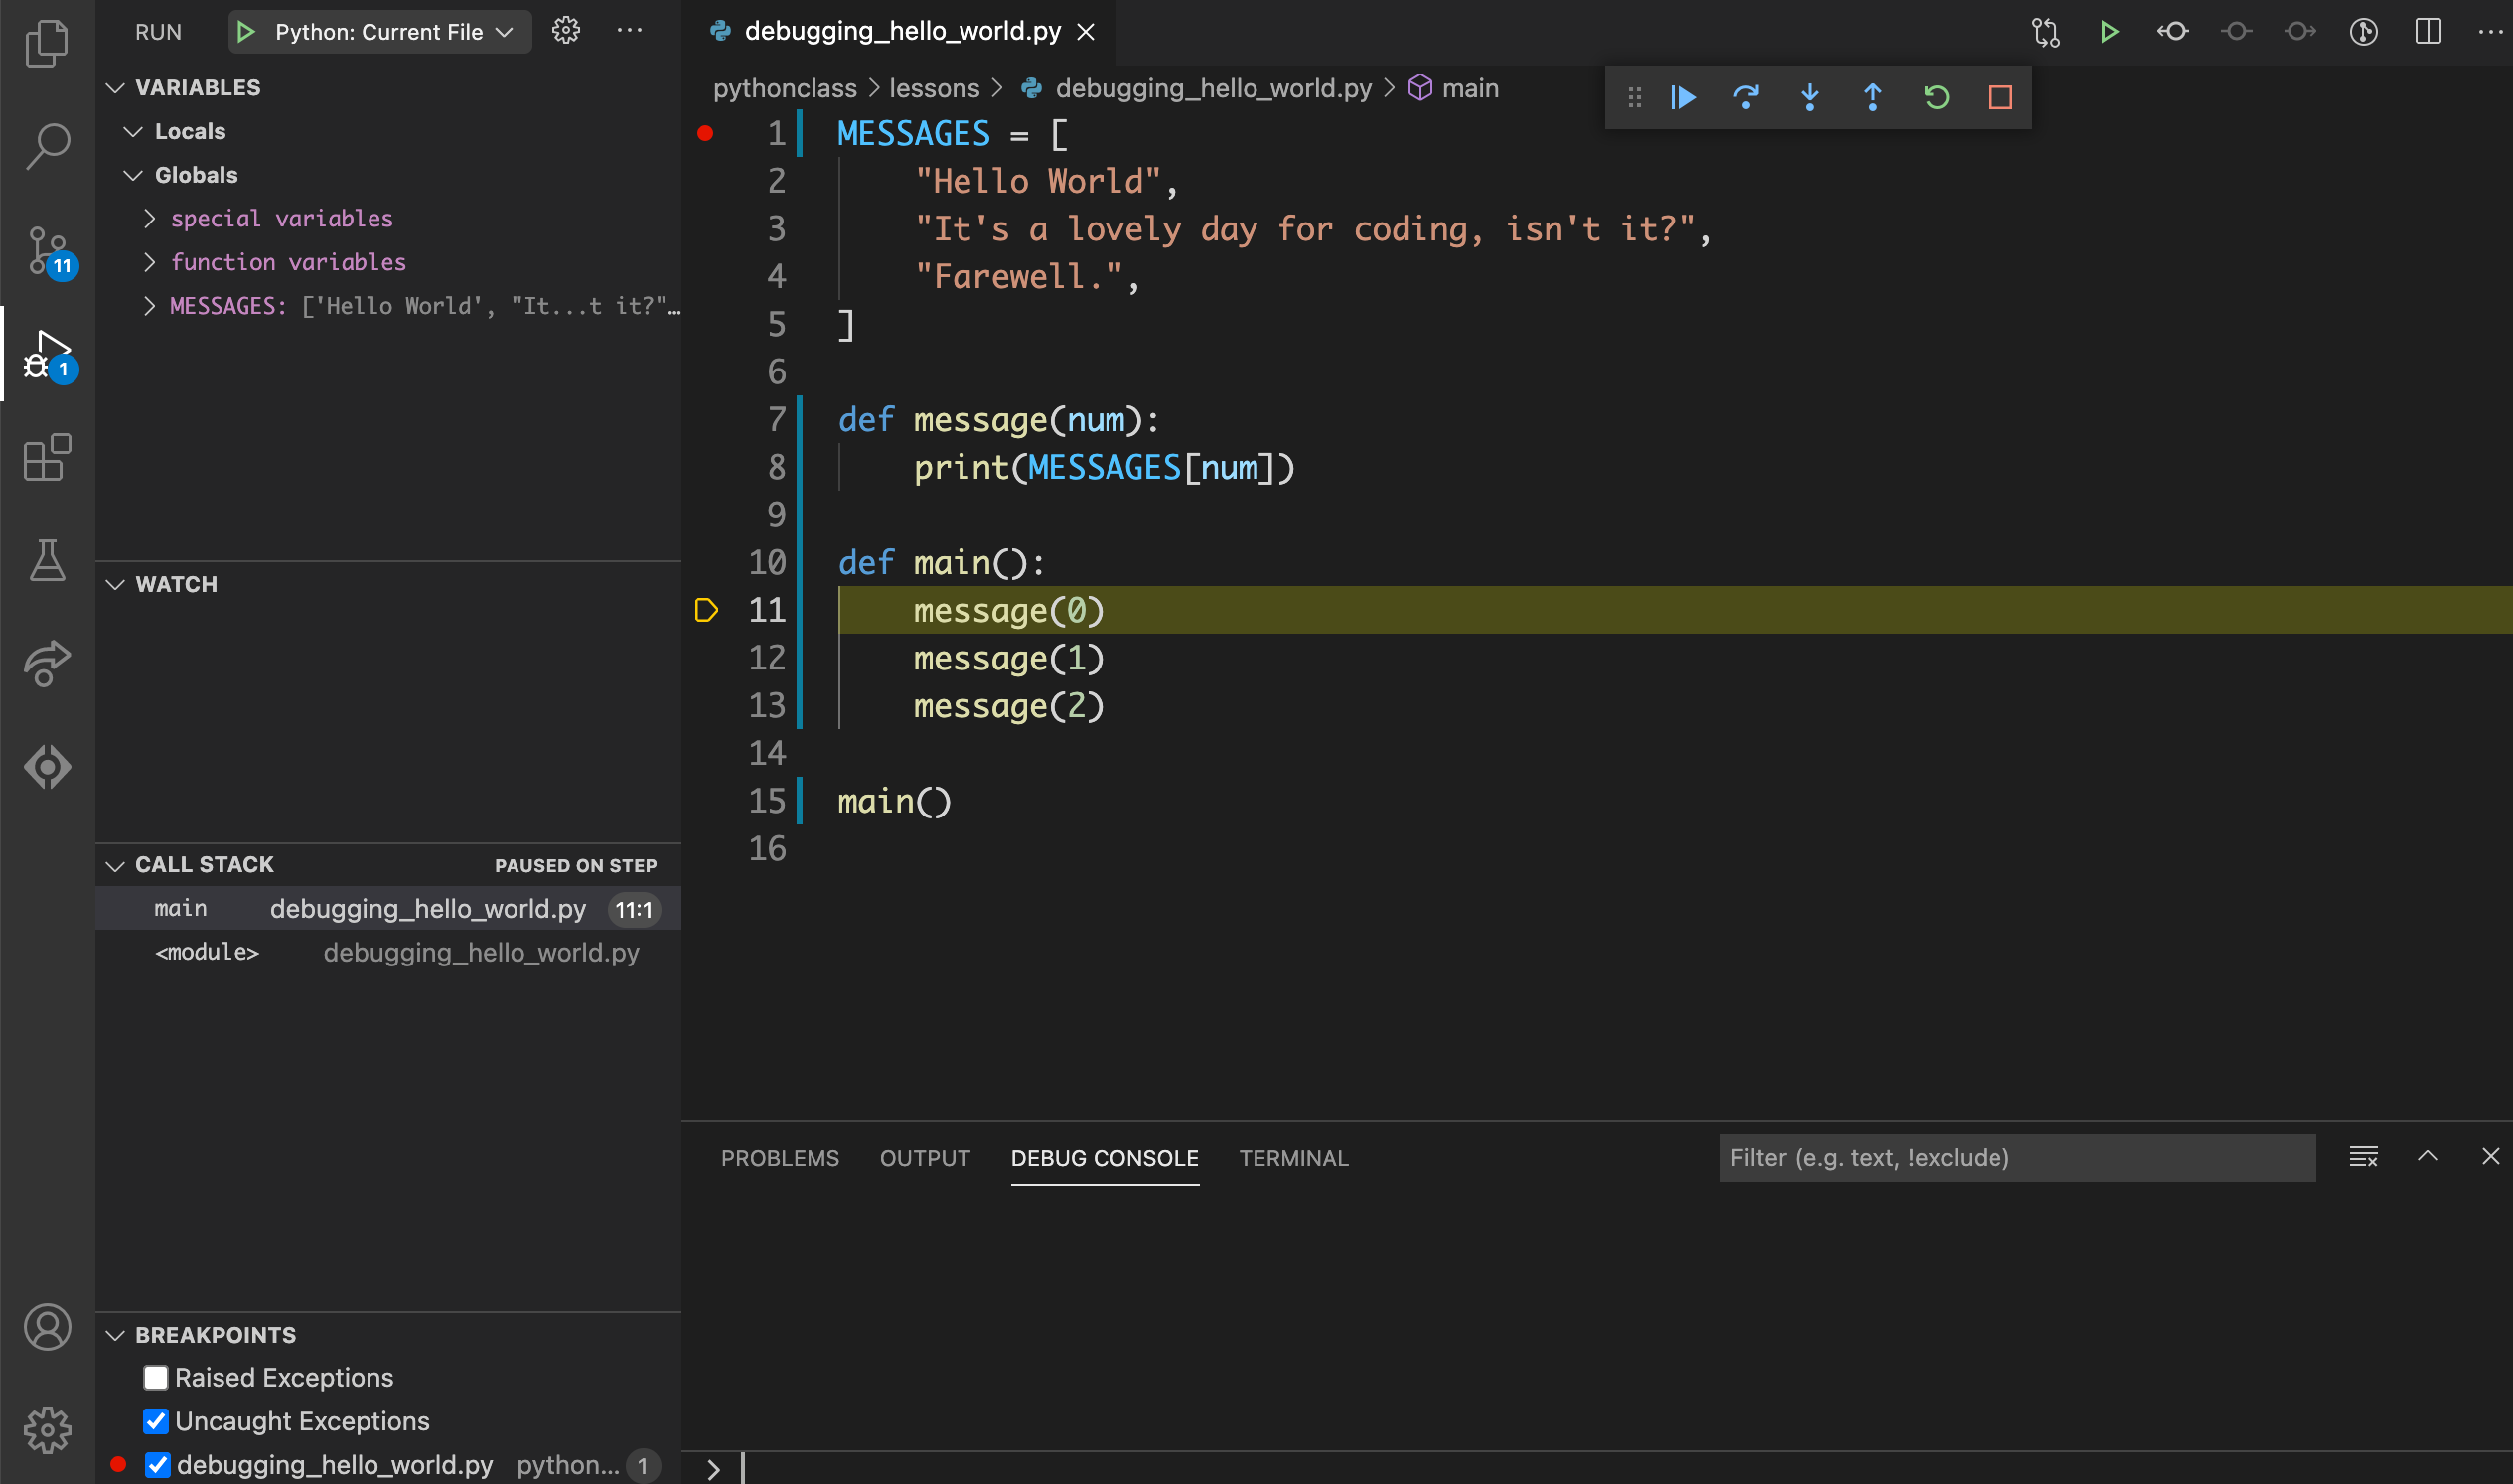 RUN
Python: Current File
VARIABLES
Locals
Globals
special variables
function variables
MESSAGES: ['Hello World', "It...t it?"…
11
1
WATCH
CALL STACK
PAUSED ON STEP
main debugging_hello_world.py 11:1
<module> debugging_hello_world.py
BREAKPOINTS
Raised Exceptions
Uncaught Exceptions
debugging_hello_world.py python... 1
debugging_hello_world.py
pythonclass > lessons > debugging_hello_world.py > main
1 MESSAGES = [
2     "Hello World",
3     "It's a lovely day for coding, isn't it?",
4     "Farewell.",
5 ]
6
7 def message(num):
8     print(MESSAGES[num])
9
10 def main():
11     message(0)
12     message(1)
13     message(2)
14
15 main()
16
PROBLEMS OUTPUT DEBUG CONSOLE TERMINAL
Filter (e.g. text, !exclude)
>